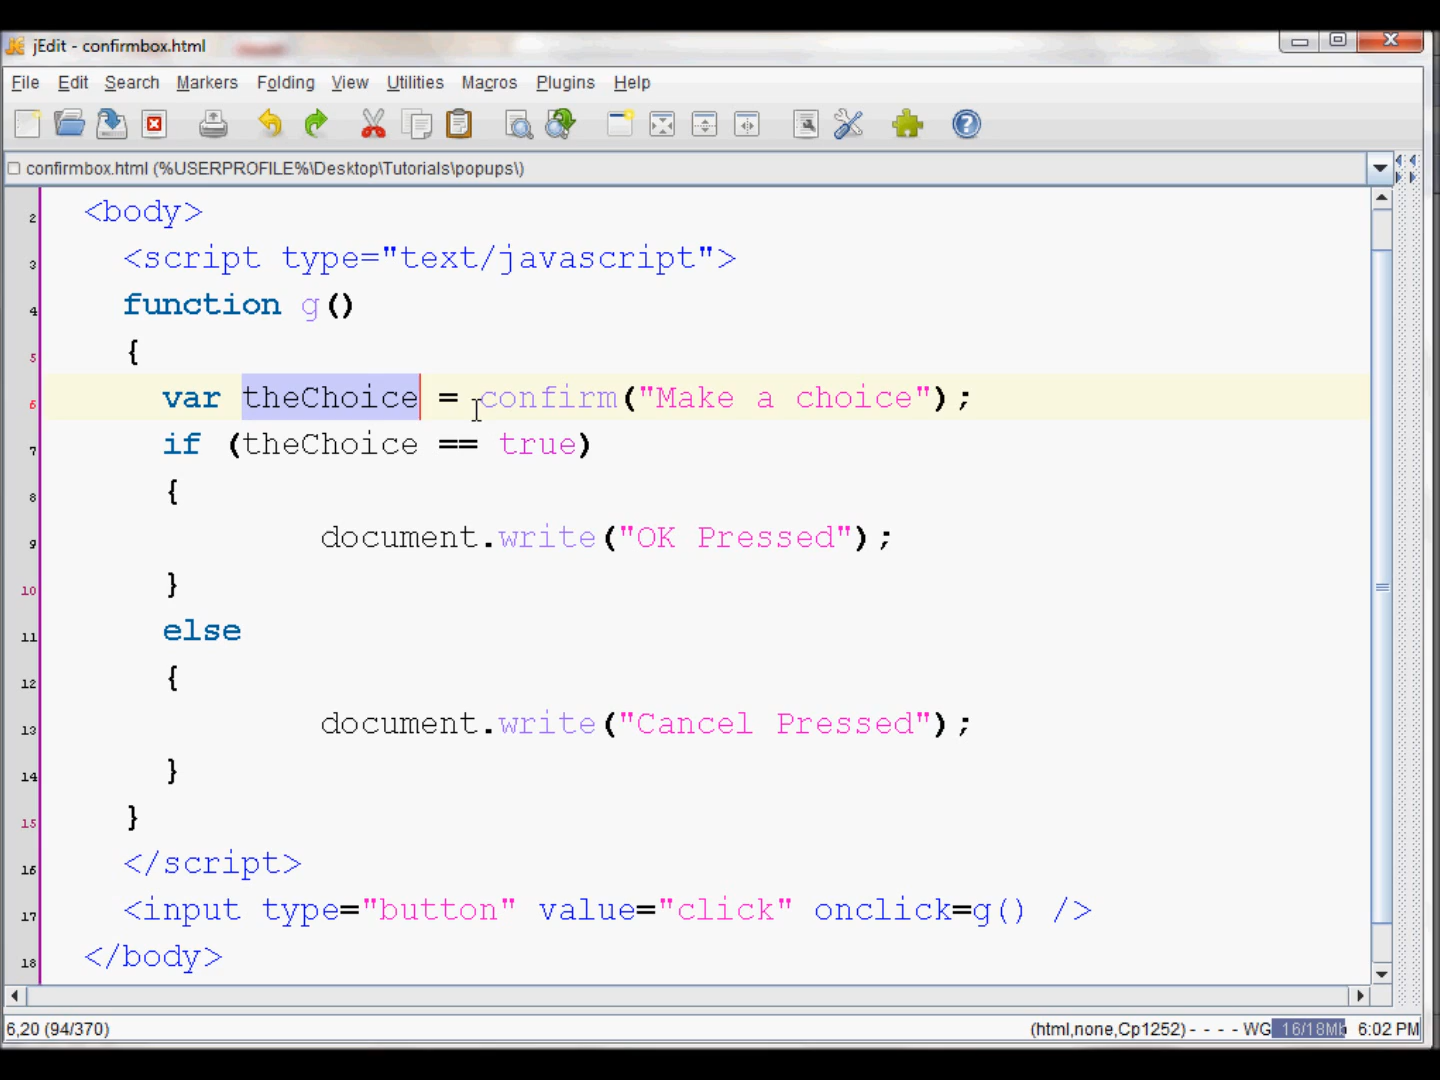 jEdit - confirmbox.html
File Edit Search Markers Folding View Utilities Macros Plugins Help
confirmbox.html (%USERPROFILE%\Desktop\Tutorials\popups\)
2 <body>
3 <script type="text/javascript">
4 function g()
5 {
6 var theChoice = confirm("Make a choice");
7 if (theChoice == true)
8 {
9 document.write("OK Pressed");
10 }
11 else
12 {
13 document.write("Cancel Pressed");
14 }
15 }
16 </script>
17 <input type="button" value="click" onclick=g() />
18 </body>
6,20 (94/370) (html,none,Cp1252) - - - - WG 16/18Mb 6:02 PM